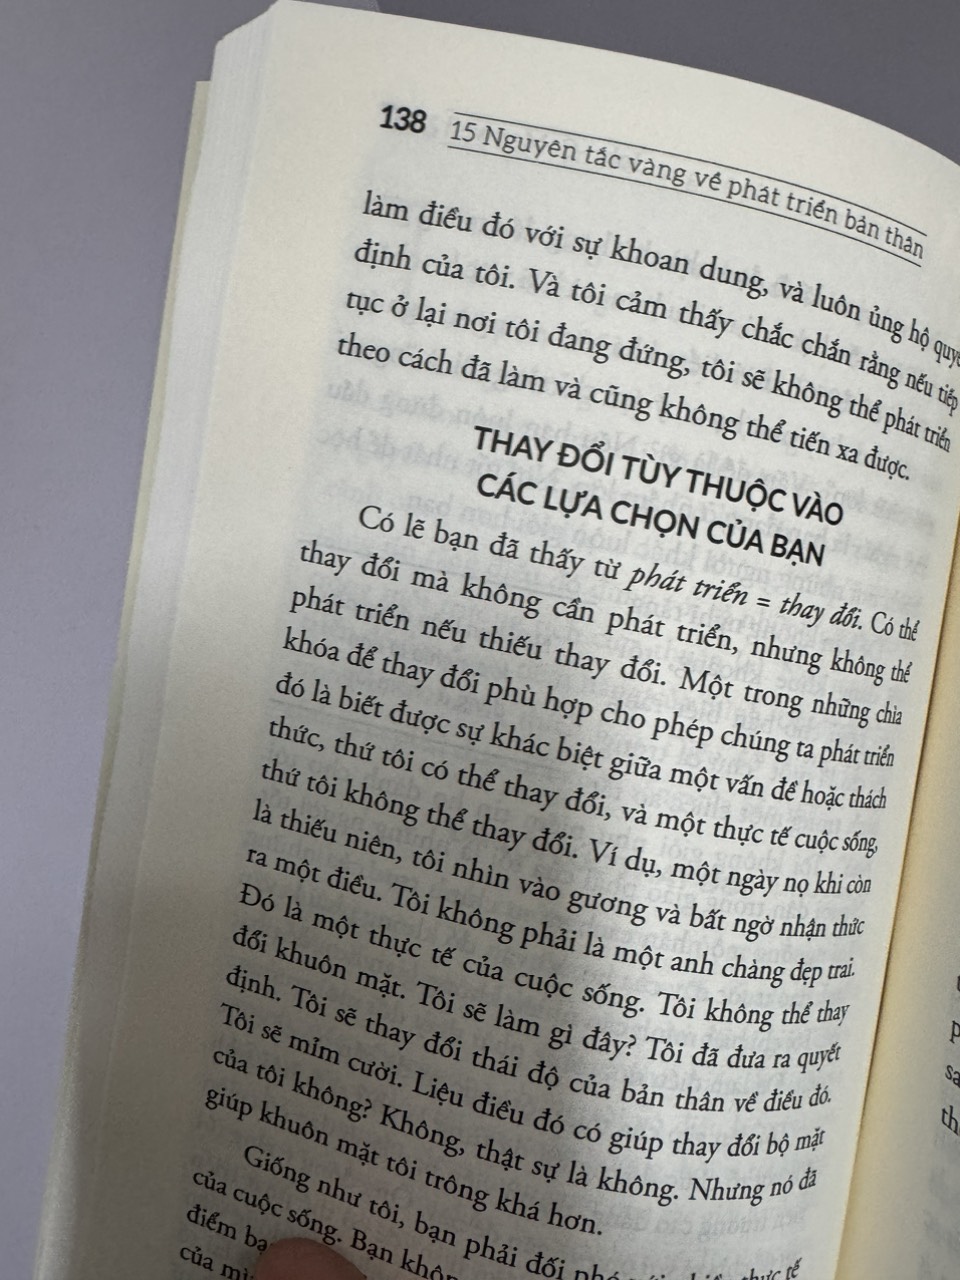 138 15 Nguyên tắc vàng về phát triển bản thân
làm điều đó với sự khoan dung, và luôn ủng hộ quyết
định của tôi. Và tôi cảm thấy chắc chắn rằng nếu tiếp
tục ở lại nơi tôi đang đứng, tôi sẽ không thể phát triển
theo cách đã làm và cũng không thể tiến xa được.
THAY ĐỔI TÙY THUỘC VÀO
CÁC LỰA CHỌN CỦA BẠN
Có lẽ bạn đã thấy từ phát triển = thay đổi. Có thể
thay đổi mà không cần phát triển, nhưng không thể
phát triển nếu thiếu thay đổi. Một trong những chìa
khóa để thay đổi phù hợp cho phép chúng ta phát triển
đó là biết được sự khác biệt giữa một vấn đề hoặc thách
thức, thứ tôi có thể thay đổi, và một thực tế cuộc sống,
thứ tôi không thể thay đổi. Ví dụ, một ngày nọ khi còn
là thiếu niên, tôi nhìn vào gương và bất ngờ nhận thức
ra một điều. Tôi không phải là một anh chàng đẹp trai.
Đó là một thực tế của cuộc sống. Tôi không thể thay
đổi khuôn mặt. Tôi sẽ làm gì đây? Tôi đã đưa ra quyết
định. Tôi sẽ thay đổi thái độ của bản thân về điều đó.
Tôi sẽ mỉm cười. Liệu điều đó có giúp thay đổi bộ mặt
của tôi không? Không, thật sự là không. Nhưng nó đã
giúp khuôn mặt tôi trông khá hơn.
Giống như tôi, bạn phải đối thực tế
của cuộc sống. Bạn
điểm
của